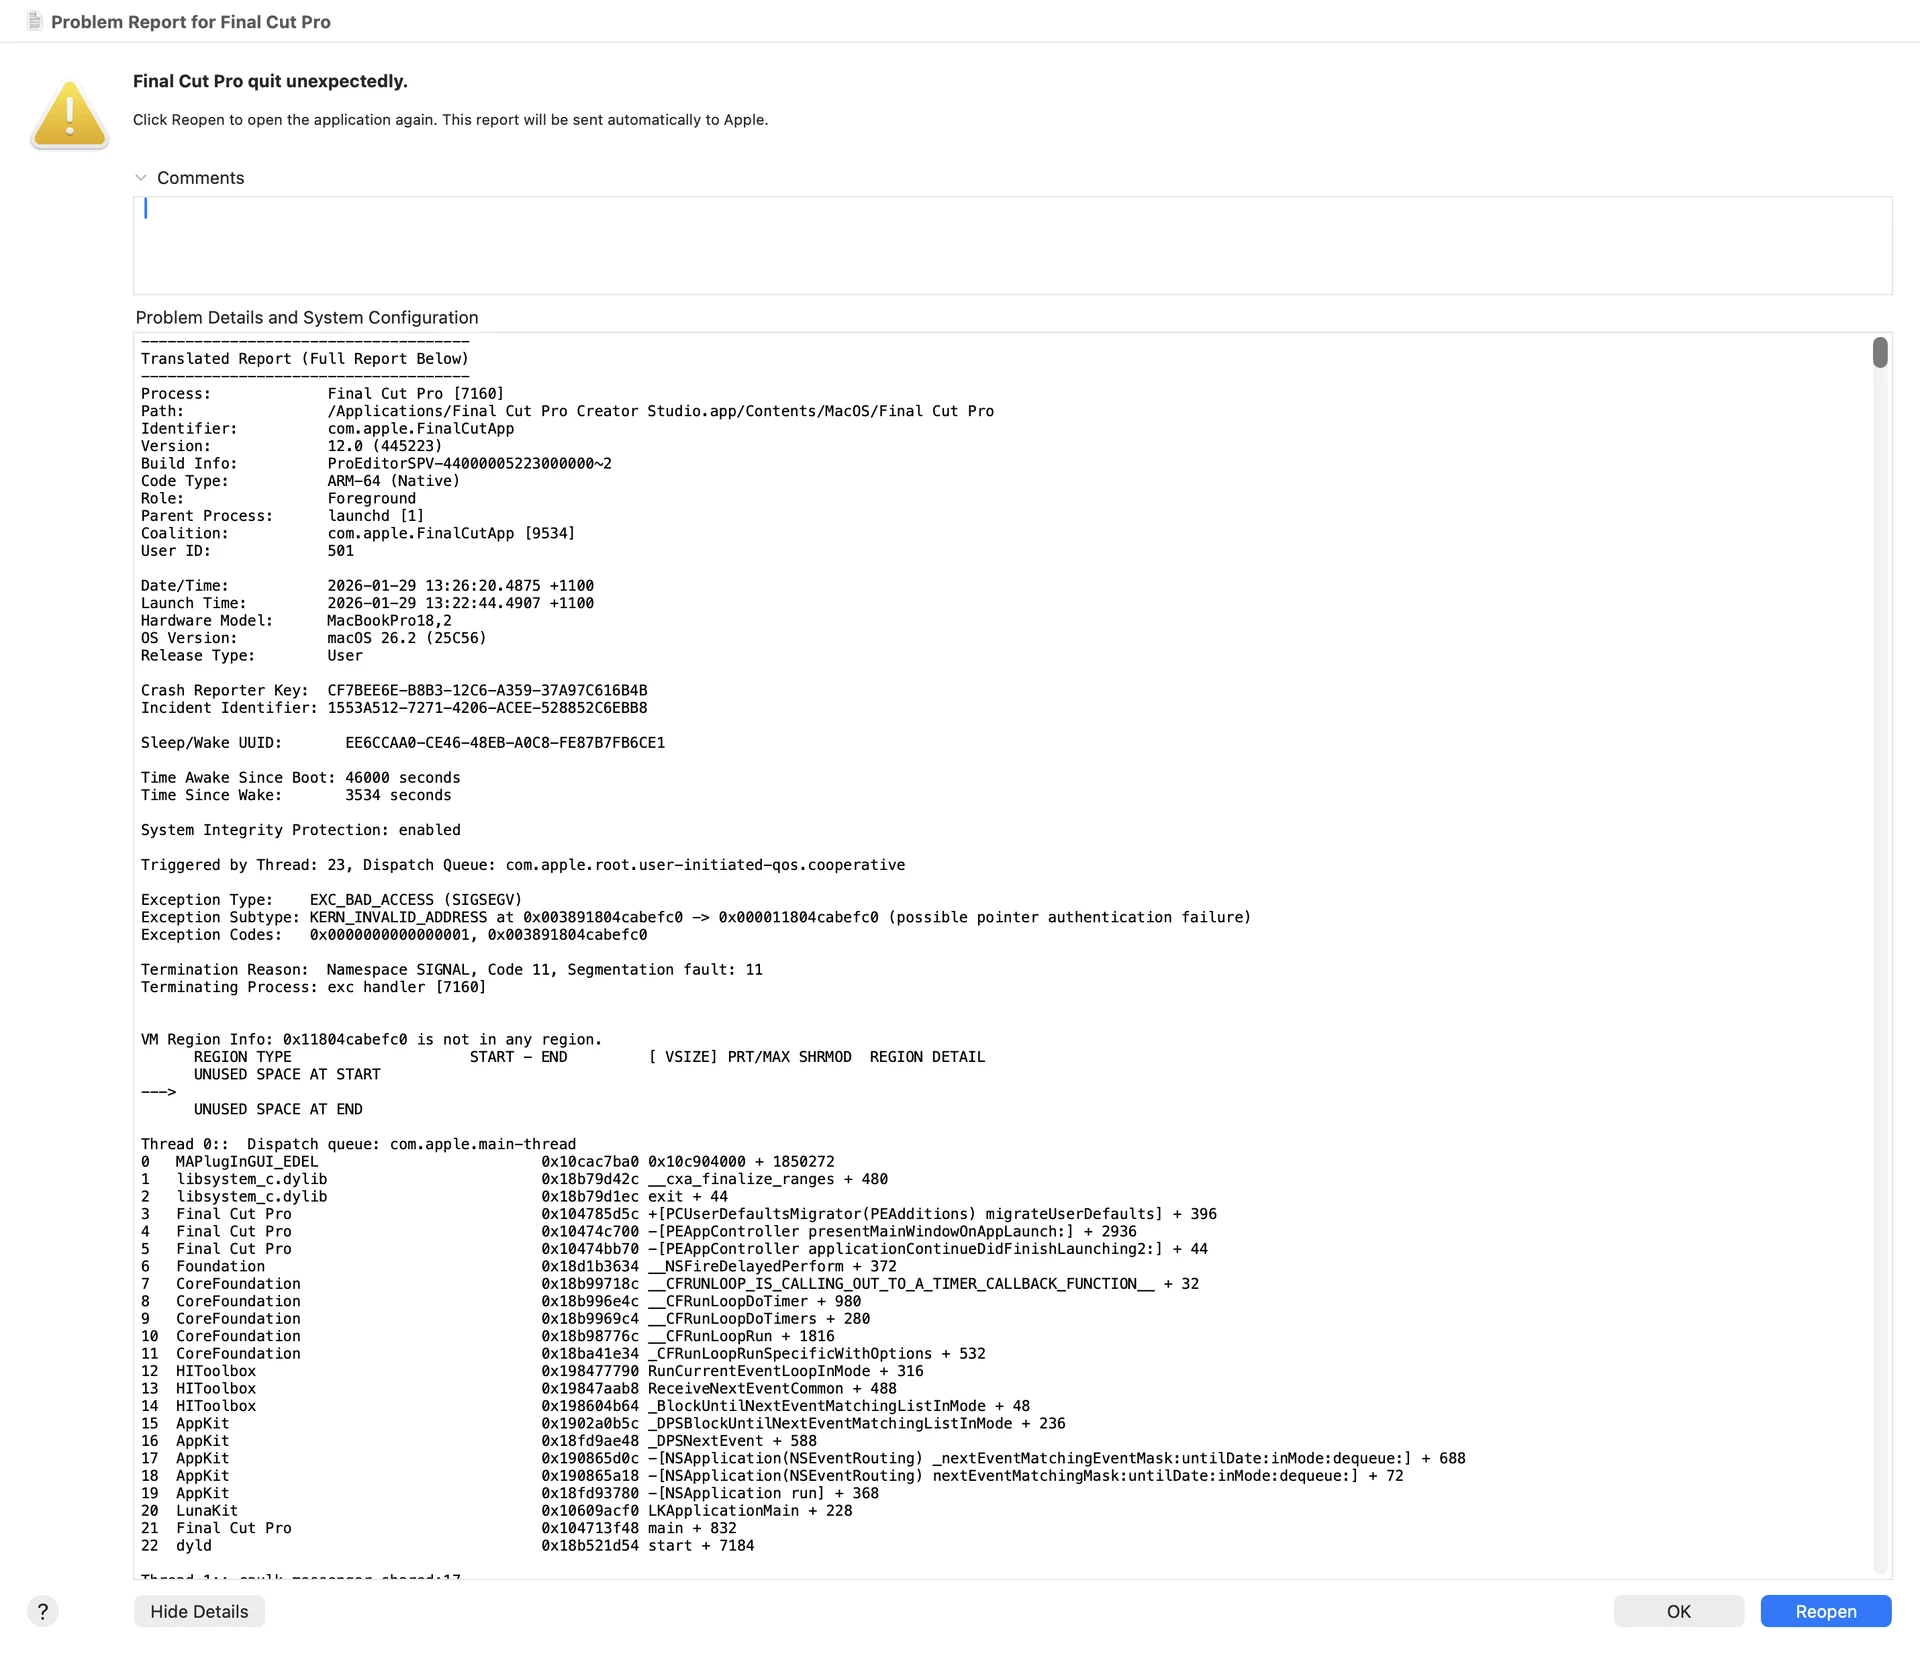 Problem Report for Final Cut Pro
Final Cut Pro quit unexpectedly.
Click Reopen to open the application again. This report will be sent automatically to Apple.
Comments
Problem Details and System Configuration
-------------------------------------
Translated Report (Full Report Below)
-------------------------------------
Process: Final Cut Pro [7160]
Path: /Applications/Final Cut Pro Creator Studio.app/Contents/MacOS/Final Cut Pro
Identifier: com.apple.FinalCutApp
Version: 12.0 (445223)
Build Info: ProEditorSPV-44000005223000000~2
Code Type: ARM-64 (Native)
Role: Foreground
Parent Process: launchd [1]
Coalition: com.apple.FinalCutApp [9534]
User ID: 501
Date/Time: 2026-01-29 13:26:20.4875 +1100
Launch Time: 2026-01-29 13:22:44.4907 +1100
Hardware Model: MacBookPro18,2
OS Version: macOS 26.2 (25C56)
Release Type: User
Crash Reporter Key: CF7BEE6E-B8B3-12C6-A359-37A97C616B4B
Incident Identifier: 1553A512-7271-4206-ACEE-528852C6EBB8
Sleep/Wake UUID: EE6CCAA0-CE46-48EB-A0C8-FE87B7FB6CE1
Time Awake Since Boot: 46000 seconds
Time Since Wake: 3534 seconds
System Integrity Protection: enabled
Triggered by Thread: 23, Dispatch Queue: com.apple.root.user-initiated-qos.cooperative
Exception Type: EXC_BAD_ACCESS (SIGSEGV)
Exception Subtype: KERN_INVALID_ADDRESS at 0x003891804cabefc0 -> 0x000011804cabefc0 (possible pointer authentication failure)
Exception Codes: 0x0000000000000001, 0x003891804cabefc0
Termination Reason: Namespace SIGNAL, Code 11, Segmentation fault: 11
Terminating Process: exc handler [7160]
VM Region Info: 0x11804cabefc0 is not in any region.
REGION TYPE START - END [ VSIZE] PRT/MAX SHRMOD REGION DETAIL
UNUSED SPACE AT START
--->
UNUSED SPACE AT END
Thread 0:: Dispatch queue: com.apple.main-thread
0 MAPlugInGUI_EDEL 0x10cac7ba0 0x10c904000 + 1850272
1 libsystem_c.dylib 0x18b79d42c __cxa_finalize_ranges + 480
2 libsystem_c.dylib 0x18b79d1ec exit + 44
3 Final Cut Pro 0x104785d5c +[PCUserDefaultsMigrator(PEAdditions) migrateUserDefaults] + 396
4 Final Cut Pro 0x10474c700 -[PEAppController presentMainWindowOnAppLaunch:] + 2936
5 Final Cut Pro 0x10474bb70 -[PEAppController applicationContinueDidFinishLaunching2:] + 44
6 Foundation 0x18d1b3634 __NSFireDelayedPerform + 372
7 CoreFoundation 0x18b99718c __CFRUNLOOP_IS_CALLING_OUT_TO_A_TIMER_CALLBACK_FUNCTION__ + 32
8 CoreFoundation 0x18b996e4c __CFRunLoopDoTimer + 980
9 CoreFoundation 0x18b9969c4 __CFRunLoopDoTimers + 280
10 CoreFoundation 0x18b98776c __CFRunLoopRun + 1816
11 CoreFoundation 0x18ba41e34 _CFRunLoopRunSpecificWithOptions + 532
12 HIToolbox 0x198477790 RunCurrentEventLoopInMode + 316
13 HIToolbox 0x19847aab8 ReceiveNextEventCommon + 488
14 HIToolbox 0x198604b64 _BlockUntilNextEventMatchingListInMode + 48
15 AppKit 0x1902a0b5c _DPSBlockUntilNextEventMatchingListInMode + 236
16 AppKit 0x18fd9ae48 _DPSNextEvent + 588
17 AppKit 0x190865d0c -[NSApplication(NSEventRouting) _nextEventMatchingEventMask:untilDate:inMode:dequeue:] + 688
18 AppKit 0x190865a18 -[NSApplication(NSEventRouting) nextEventMatchingMask:untilDate:inMode:dequeue:] + 72
19 AppKit 0x18fd93780 -[NSApplication run] + 368
20 LunaKit 0x10609acf0 LKApplicationMain + 228
21 Final Cut Pro 0x104713f48 main + 832
22 dyld 0x18b521d54 start + 7184
Thread 1:: caulk messenger shared:17
? Hide Details OK Reopen